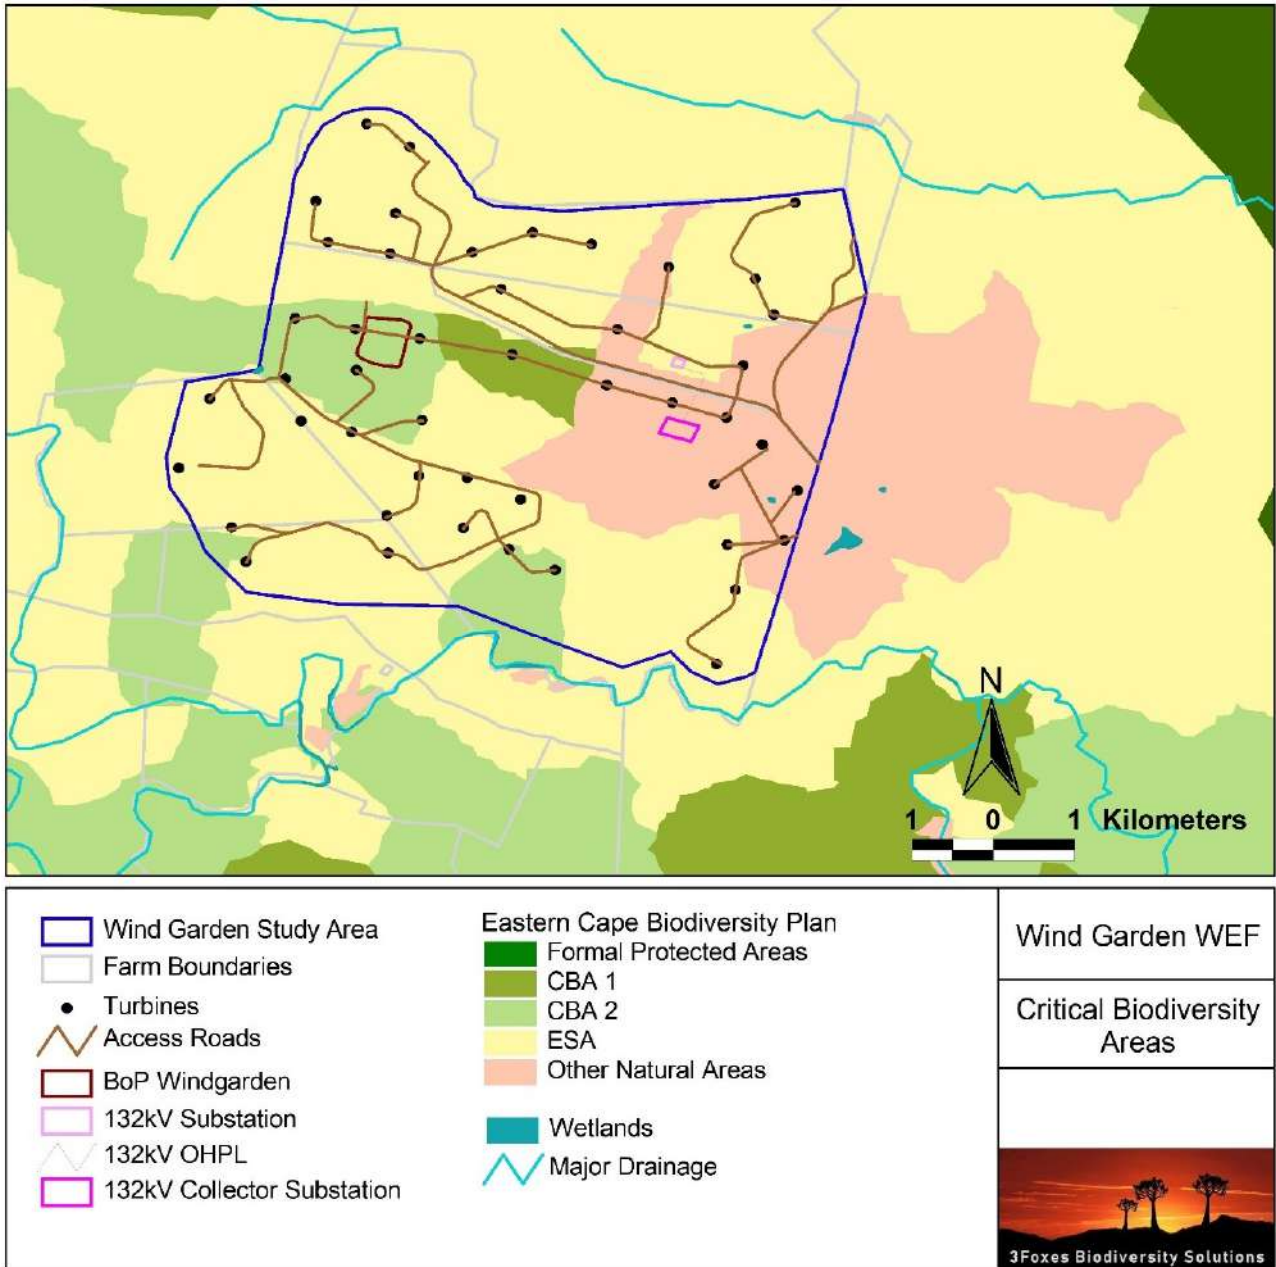 N
1 0 1 Kilometers
Wind Garden Study Area
Farm Boundaries
Turbines
Access Roads
BoP Windgarden
132kV Substation
132kV OHPL
132kV Collector Substation
Eastern Cape Biodiversity Plan
Formal Protected Areas
CBA 1
CBA 2
ESA
Other Natural Areas
Wetlands
Major Drainage
Wind Garden WEF
Critical Biodiversity
Areas
3Foxes Biodiversity Solutions